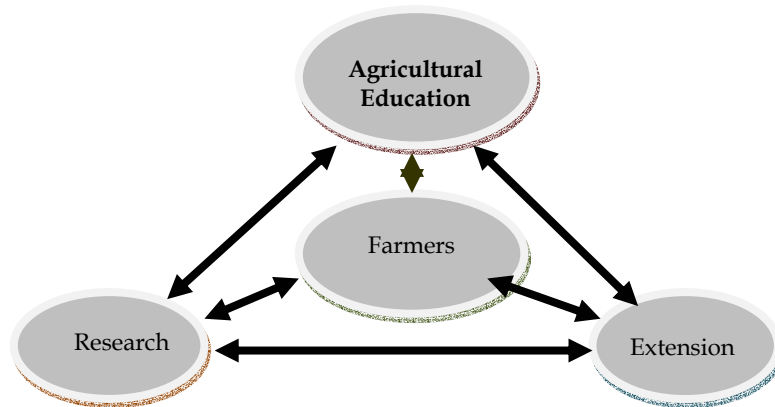 Agricultural
Education
Farmers
Research
Extension